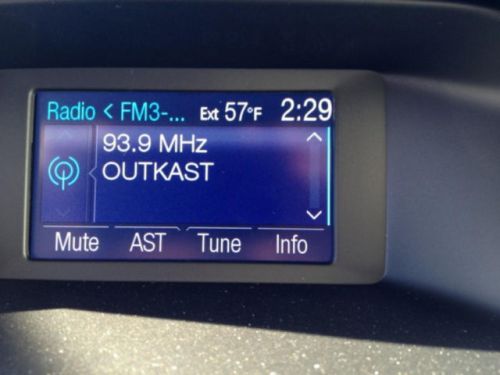 Radio < FM3-... Ext 57°F 2:29
93.9 MHz
OUTKAST
Mute AST Tune Info